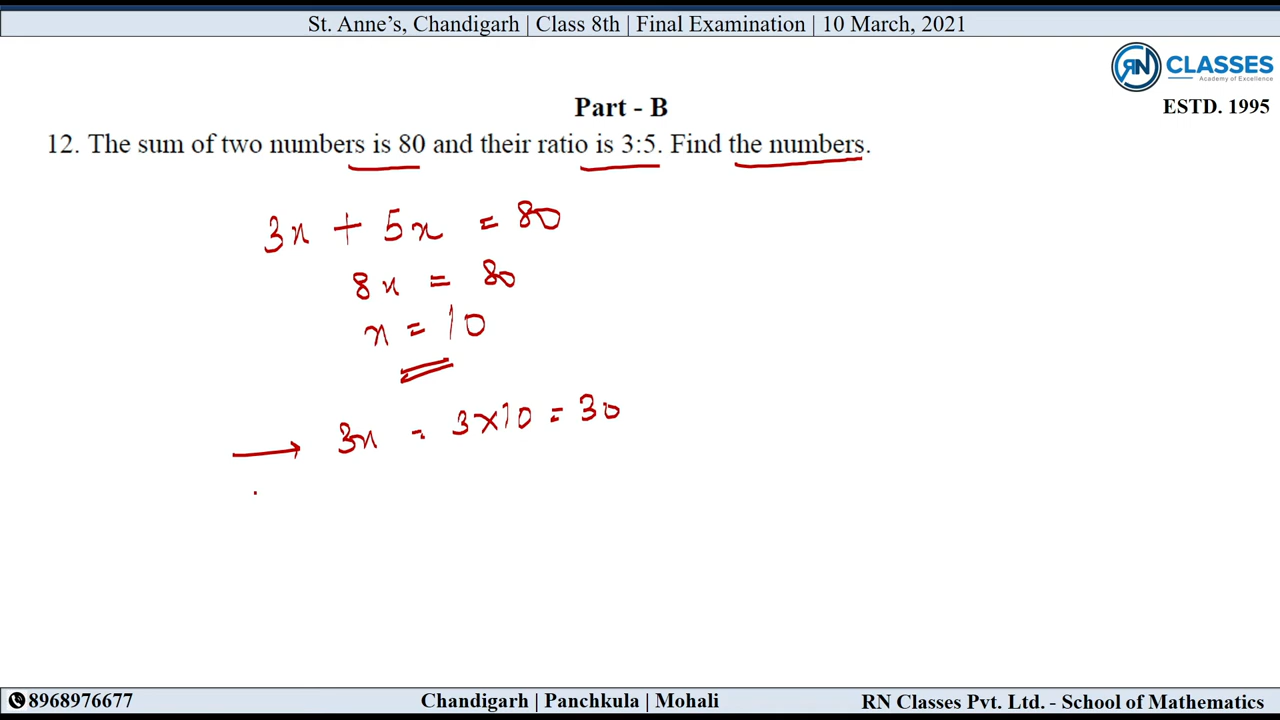 St. Anne’s, Chandigarh | Class 8th | Final Examination | 10 March, 2021
RN CLASSES
Academy of Excellence
ESTD. 1995
Part - B
12. The sum of two numbers is 80 and their ratio is 3:5. Find the numbers.
3x + 5x = 80
8x = 80
x = 10
→ 3x = 3×10 = 30
8968976677
Chandigarh | Panchkula | Mohali
RN Classes Pvt. Ltd. - School of Mathematics